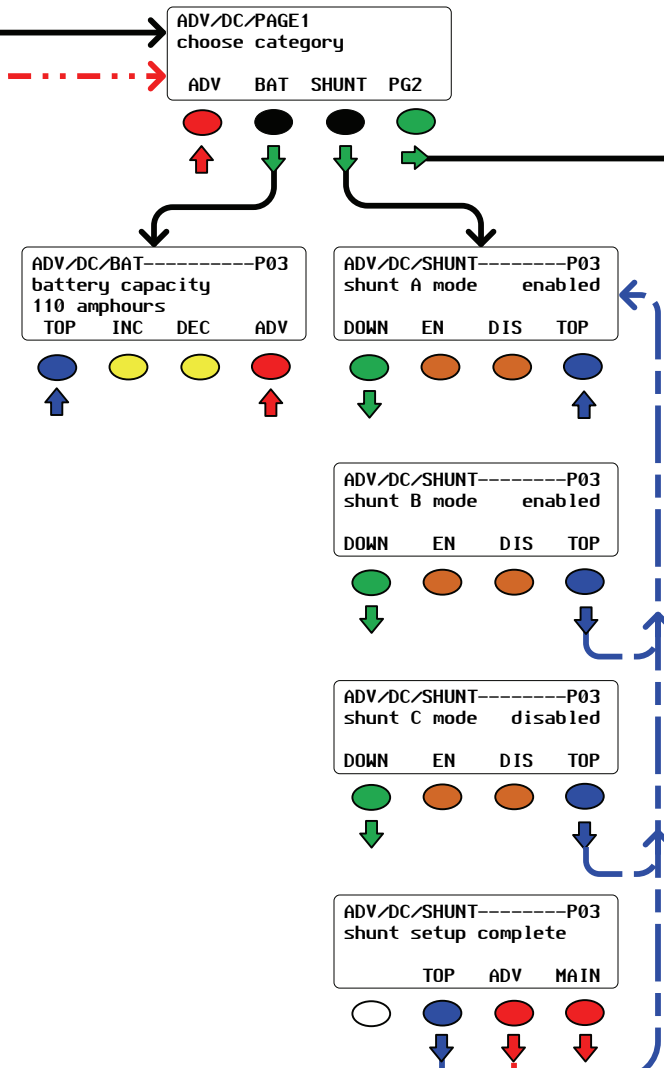 ADV/DC/PAGE1
choose category
ADV BAT SHUNT PG2
ADV/DC/BAT----------P03
battery capacity
110 amphours
TOP INC DEC ADV
ADV/DC/SHUNT--------P03
shunt A mode enabled
DOWN EN DIS TOP
ADV/DC/SHUNT--------P03
shunt B mode enabled
DOWN EN DIS TOP
ADV/DC/SHUNT--------P03
shunt C mode disabled
DOWN EN DIS TOP
ADV/DC/SHUNT--------P03
shunt setup complete
TOP ADV MAIN